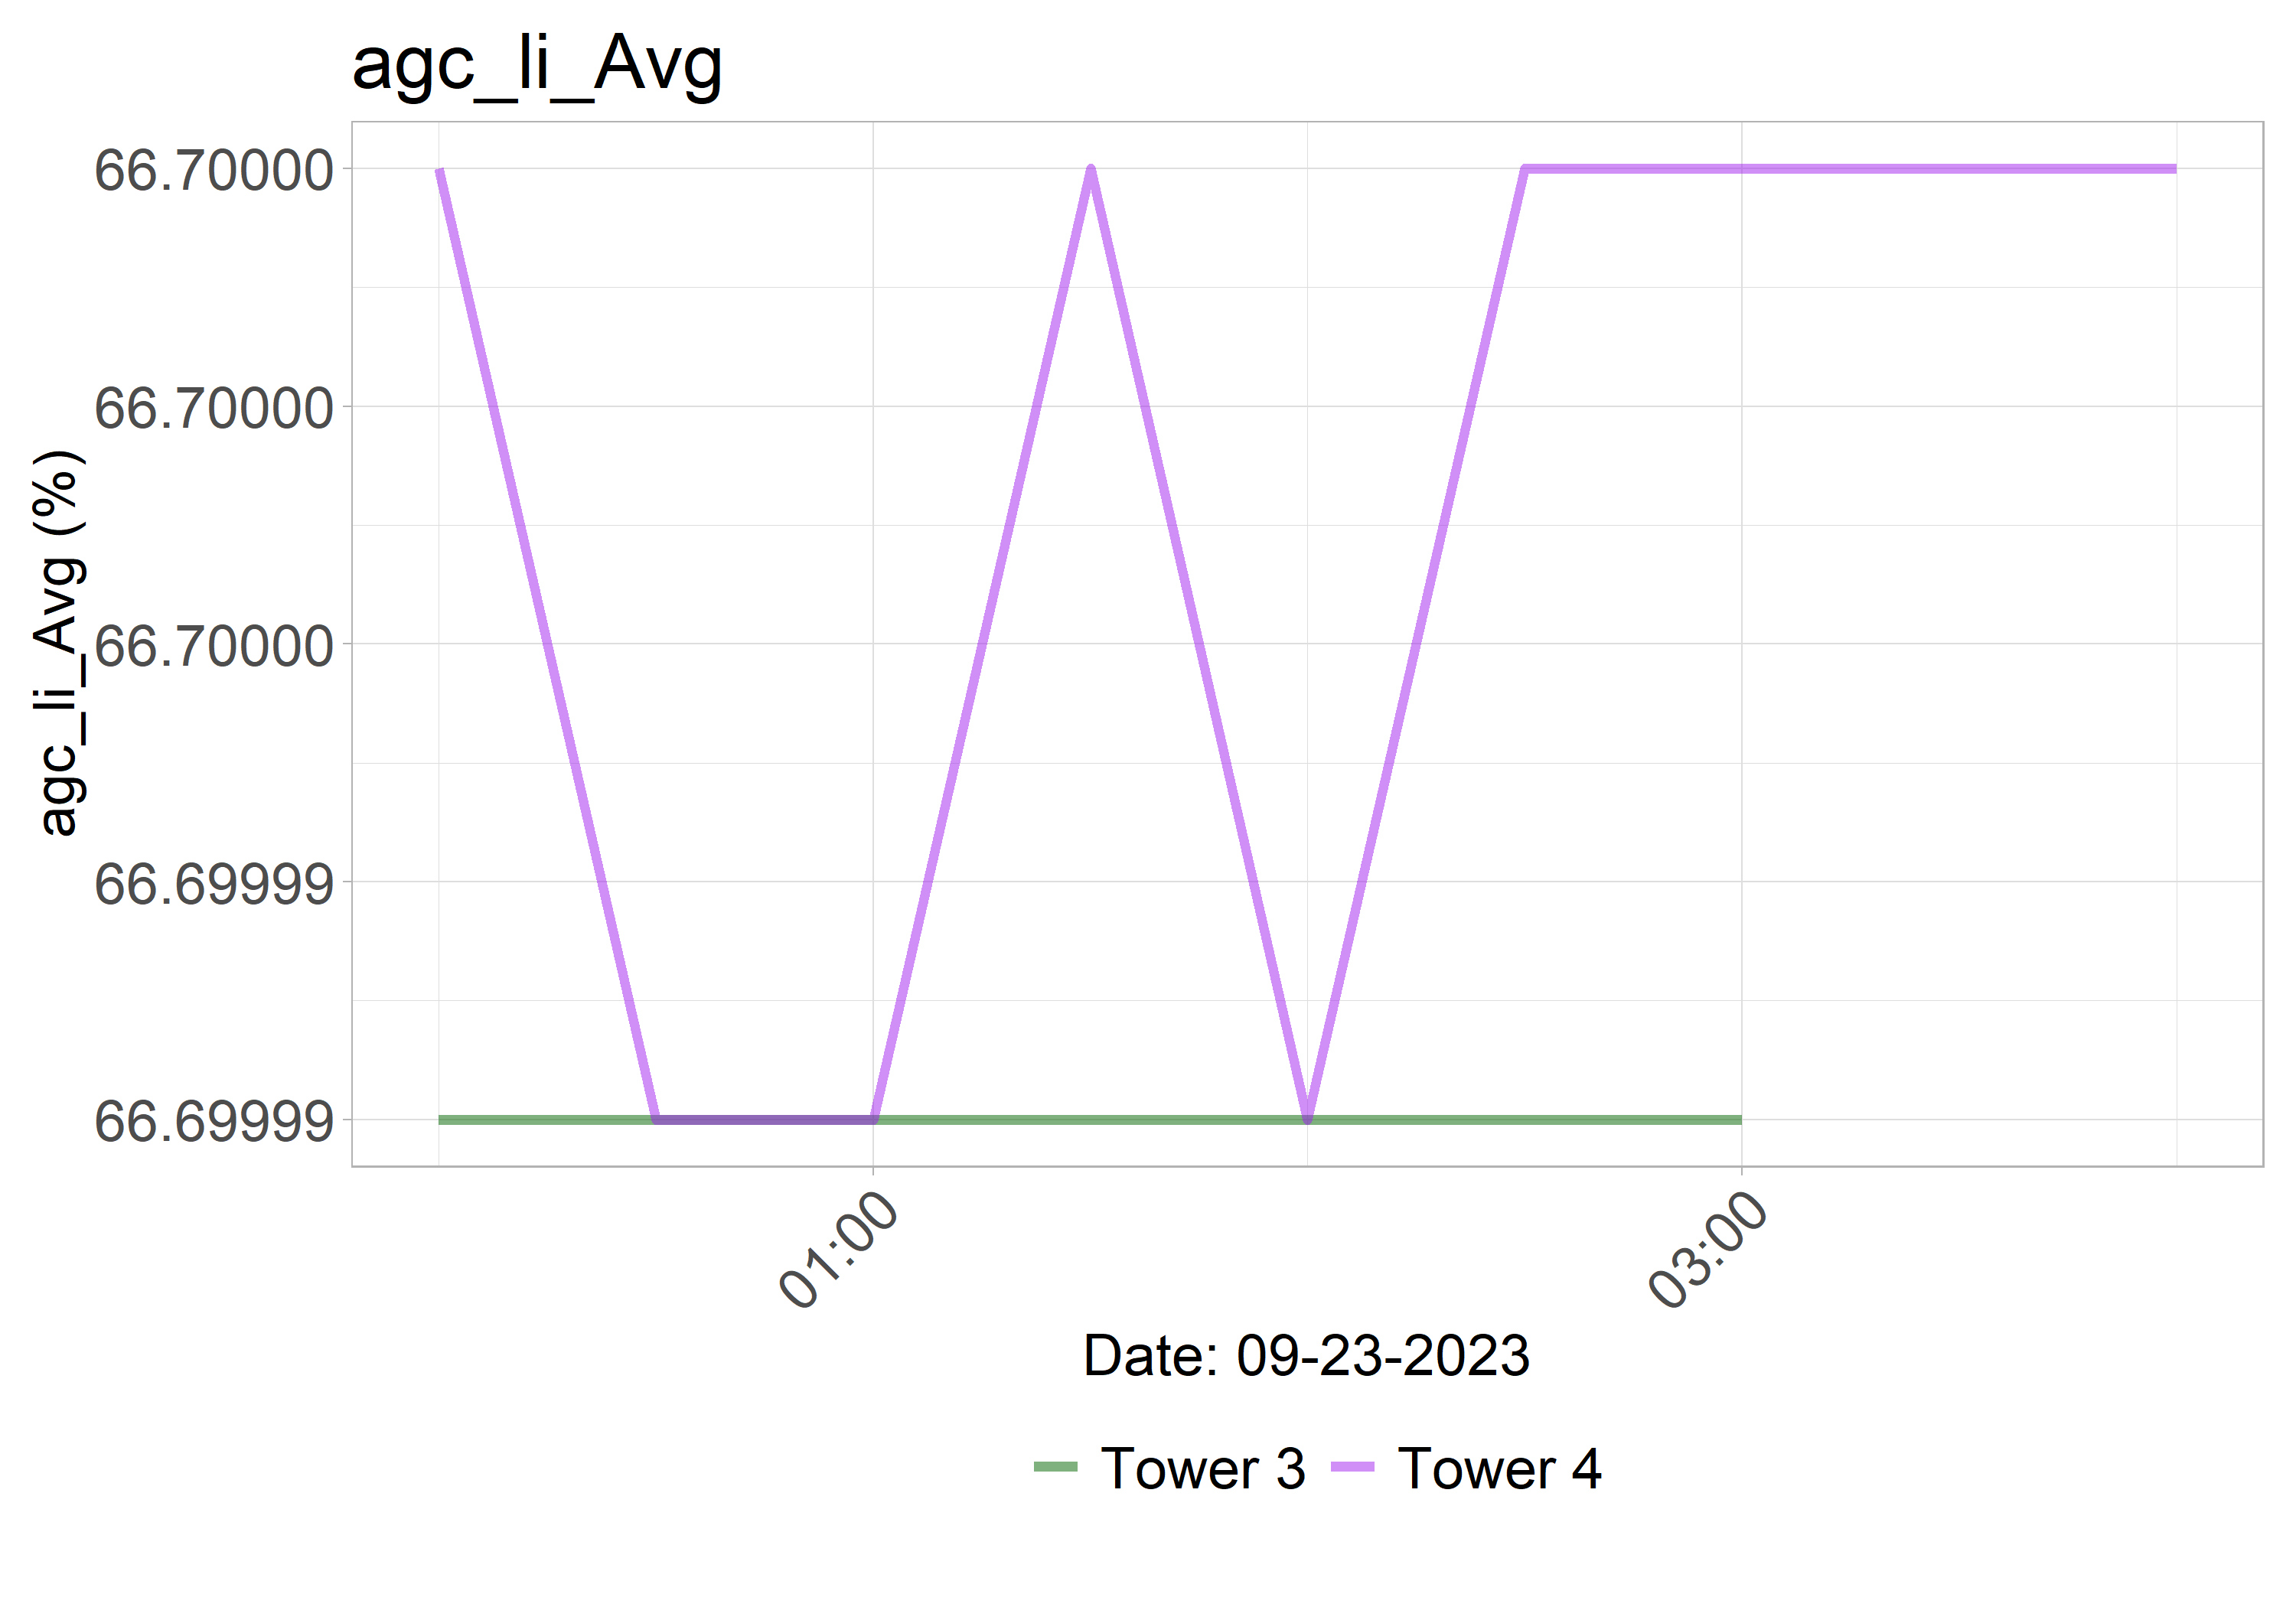 agc_li_Avg
agc_li_Avg (%)
66.70000
66.70000
66.70000
66.69999
66.69999
01:00
03:00
Date: 09-23-2023
Tower 3
Tower 4